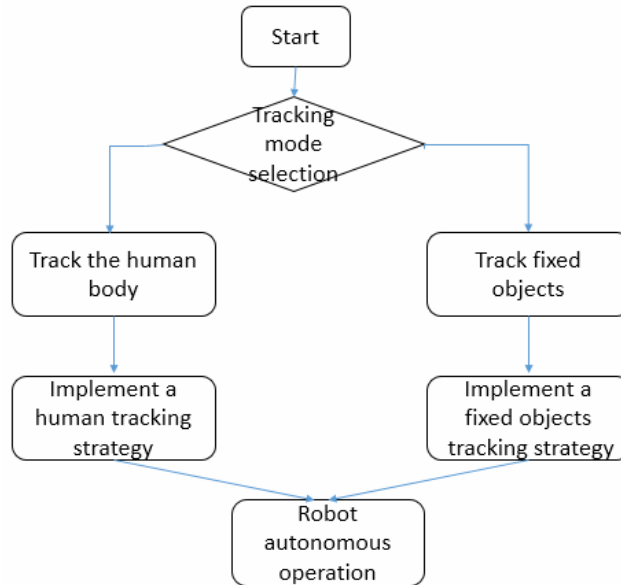 Start
Tracking
mode
selection
Track the human
body
Track fixed
objects
Implement a
human tracking
strategy
Implement a
fixed objects
tracking strategy
Robot
autonomous
operation